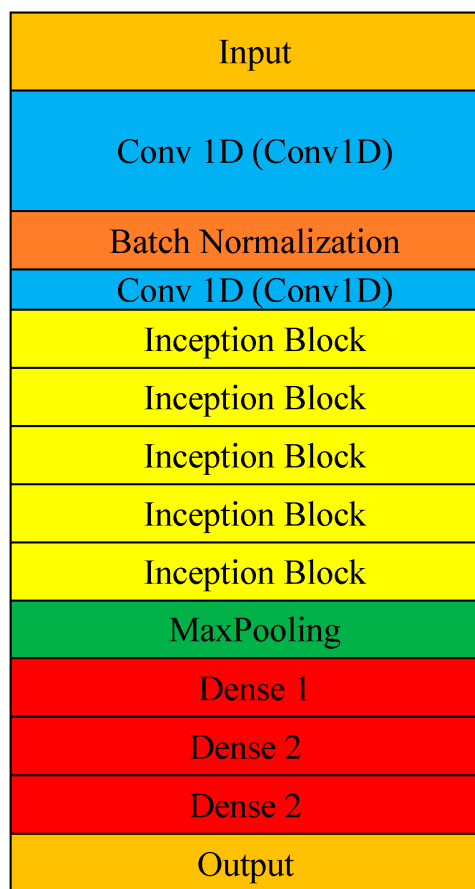 Input
Conv 1D (Conv1D)
Batch Normalization
Conv 1D (Conv1D)
Inception Block
Inception Block
Inception Block
Inception Block
Inception Block
MaxPooling
Dense 1
Dense 2
Dense 2
Output